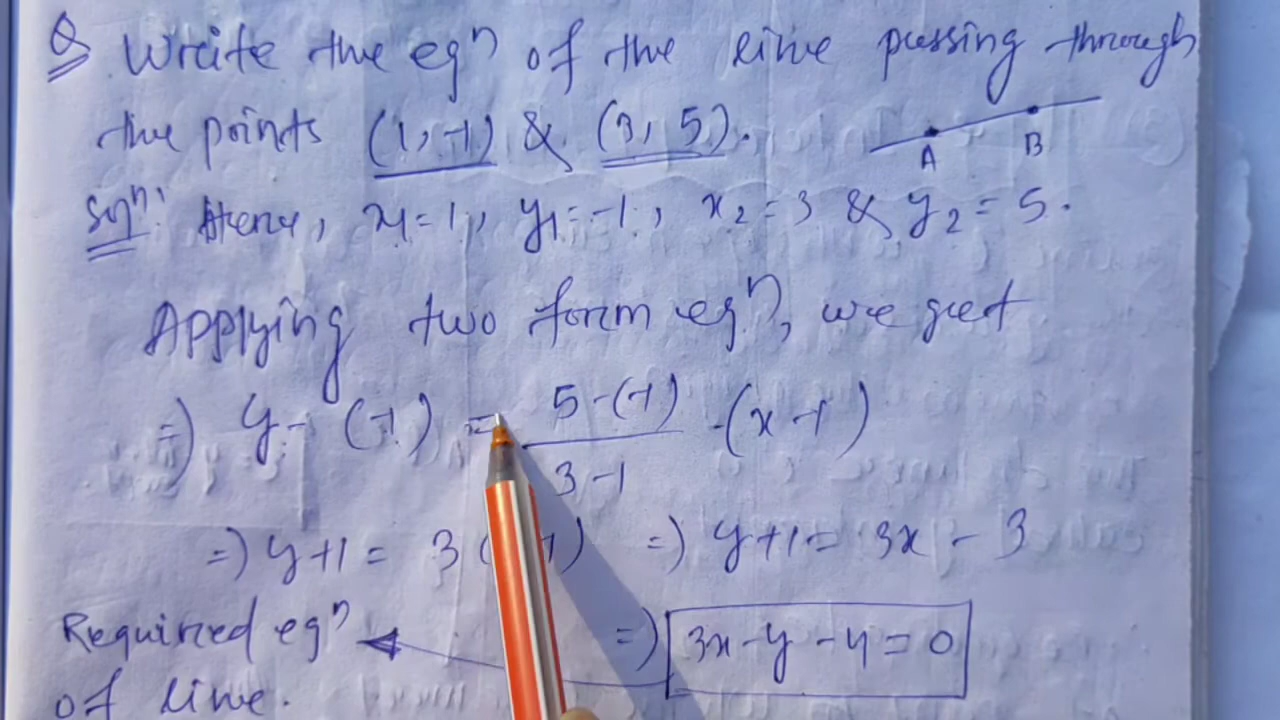 Q Write the eqⁿ of the line passing through
the points (1, -1) & (3, 5).
A B
Solⁿ: Here, x₁=1, y₁=-1, x₂=3 & y₂=5.
Applying two form eqⁿ, we get
⇒ y-(-1) = 5-(-1)/3-1 ·(x-1)
⇒ y+1 = 3( 1) ⇒ y+1= 3x-3
Required eqⁿ ⇒ 3x-y-4=0
of line.